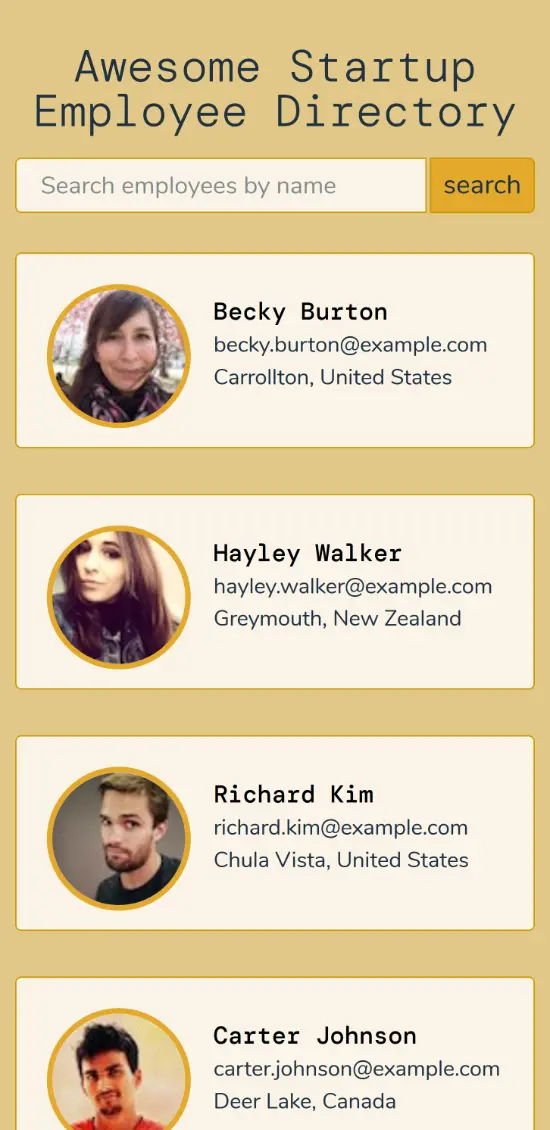 Awesome Startup
Employee Directory
Search employees by name
search
Becky Burton
becky.burton@example.com
Carrollton, United States
Hayley Walker
hayley.walker@example.com
Greymouth, New Zealand
Richard Kim
richard.kim@example.com
Chula Vista, United States
Carter Johnson
carter.johnson@example.com
Deer Lake, Canada